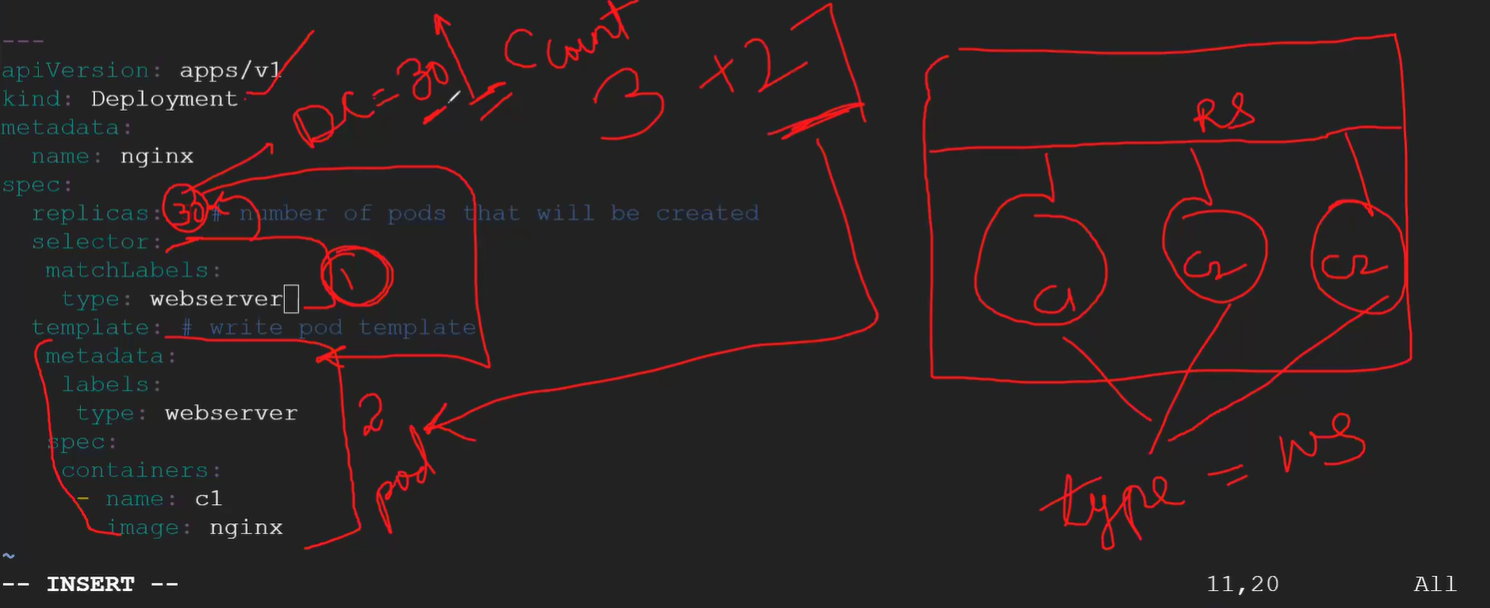 ---
apiVersion: apps/v1
kind: Deployment
metadata:
  name: nginx
spec:
  replicas: 30 # number of pods that will be created
  selector:
   matchLabels:
    type: webserver
  template: # write pod template
   metadata:
    labels:
     type: webserver
   spec:
    containers:
     - name: c1
       image: nginx
~
-- INSERT -- 11,20 All
DC = 30
C Count
3 + 2
1
2
pod
RS
C1 C2 C2
type = WS